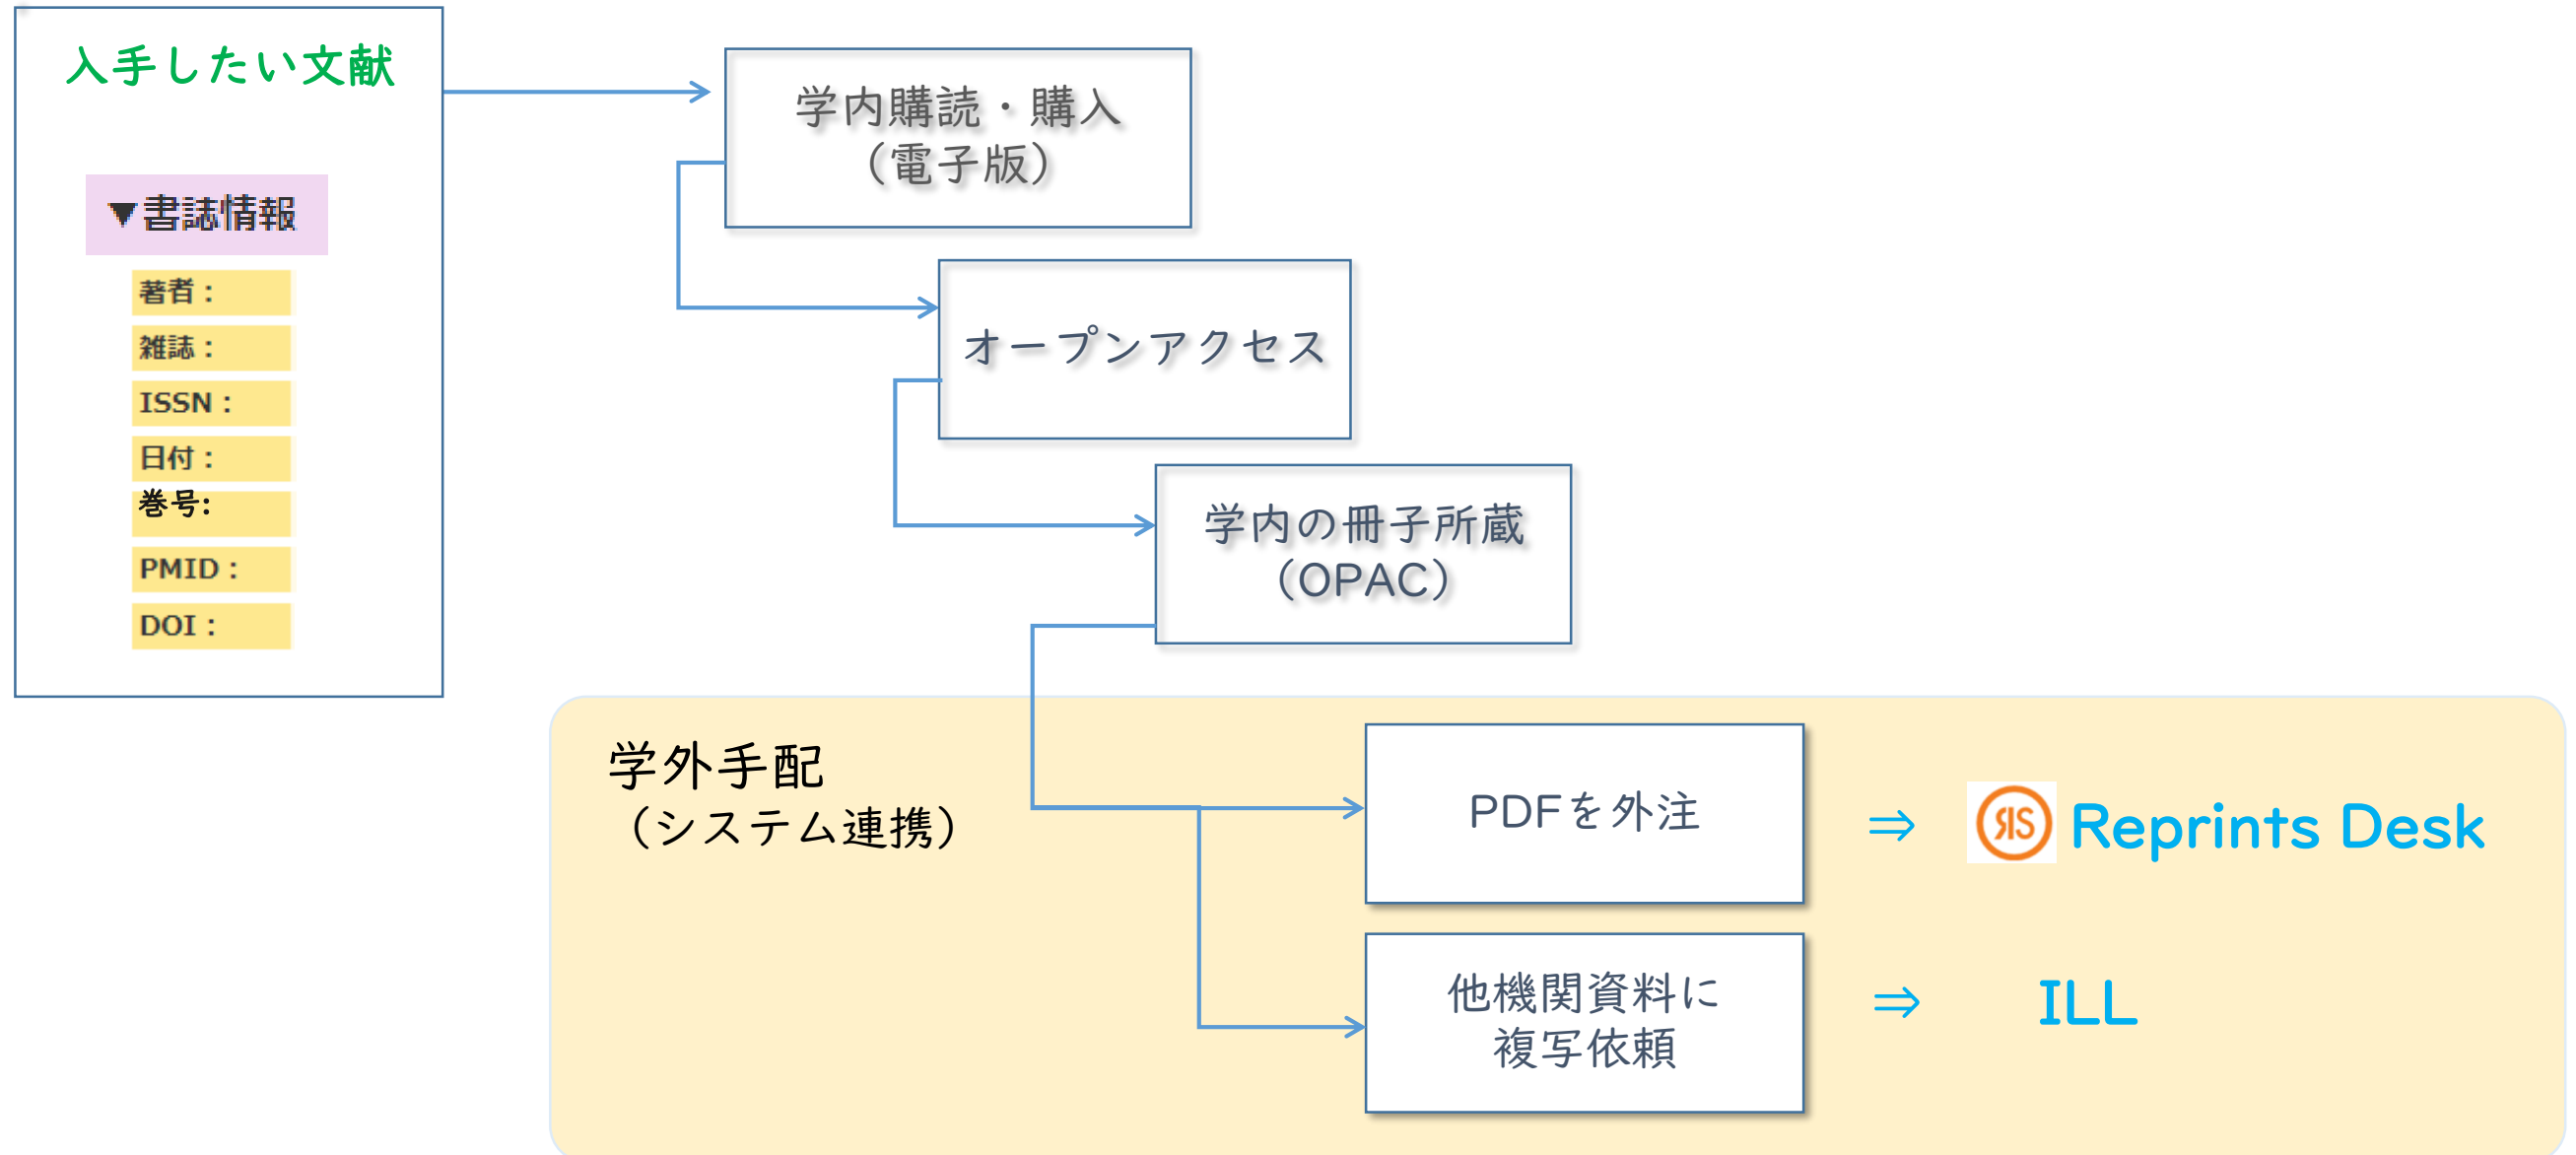 入手したい文献
▼書誌情報
著者：
雑誌：
ISSN：
日付：
巻号:
PMID：
DOI：
学内購読・購入
（電子版）
オープンアクセス
学内の冊子所蔵
（OPAC）
学外手配
（システム連携）
PDFを外注
⇒
RIS
Reprints Desk
他機関資料に
複写依頼
⇒
ILL